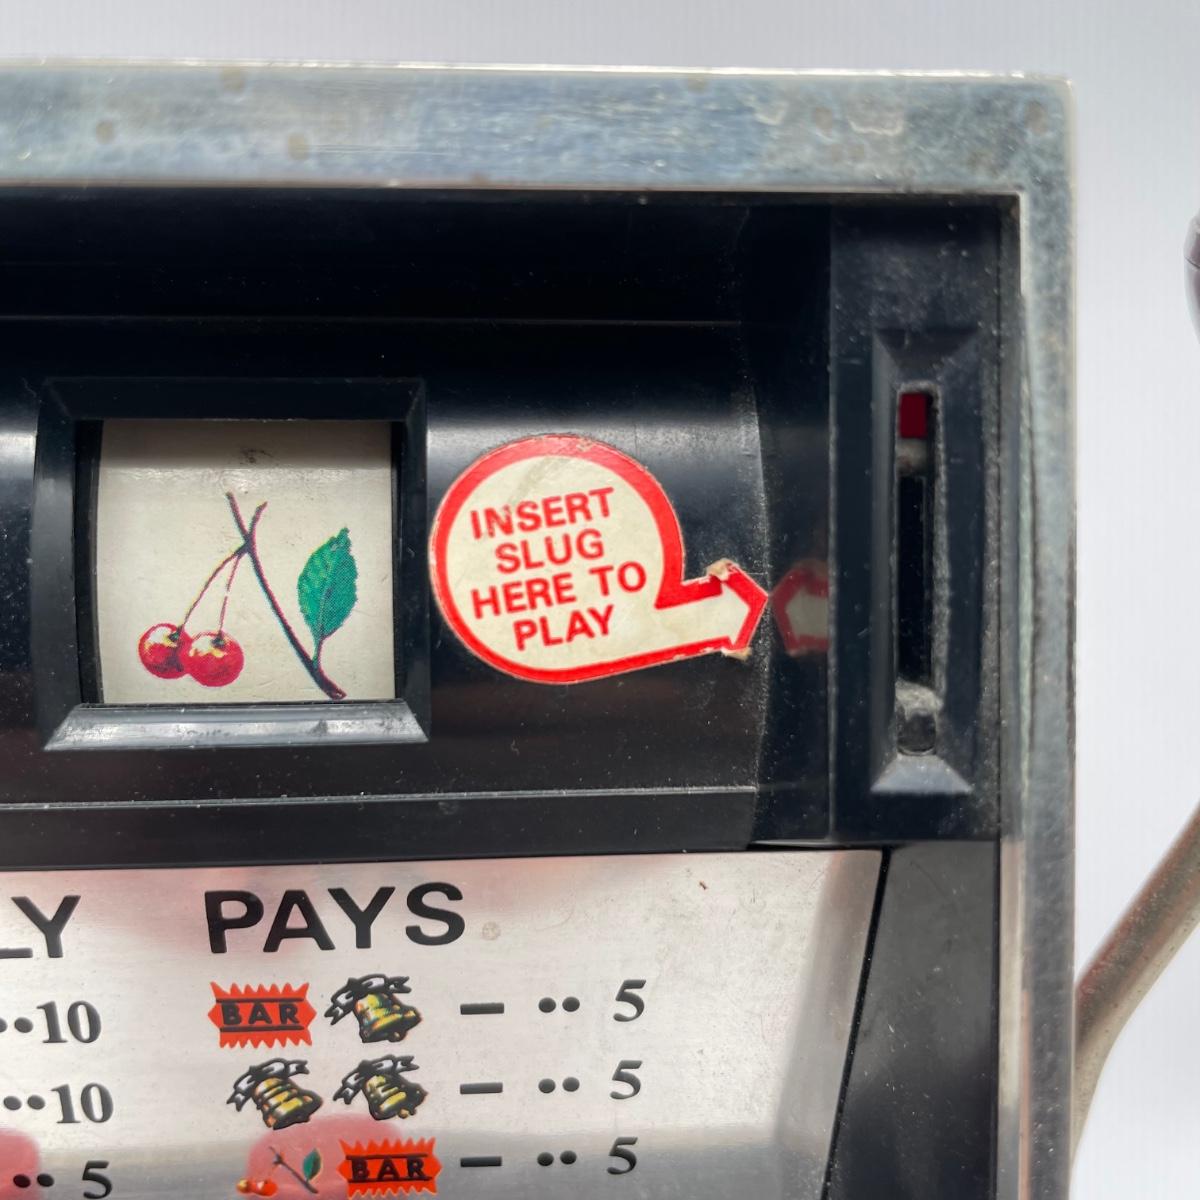 INSERT
SLUG
HERE TO
PLAY
LY PAYS
••10 BAR — •• 5
••10 — •• 5
•• 5 BAR — •• 5